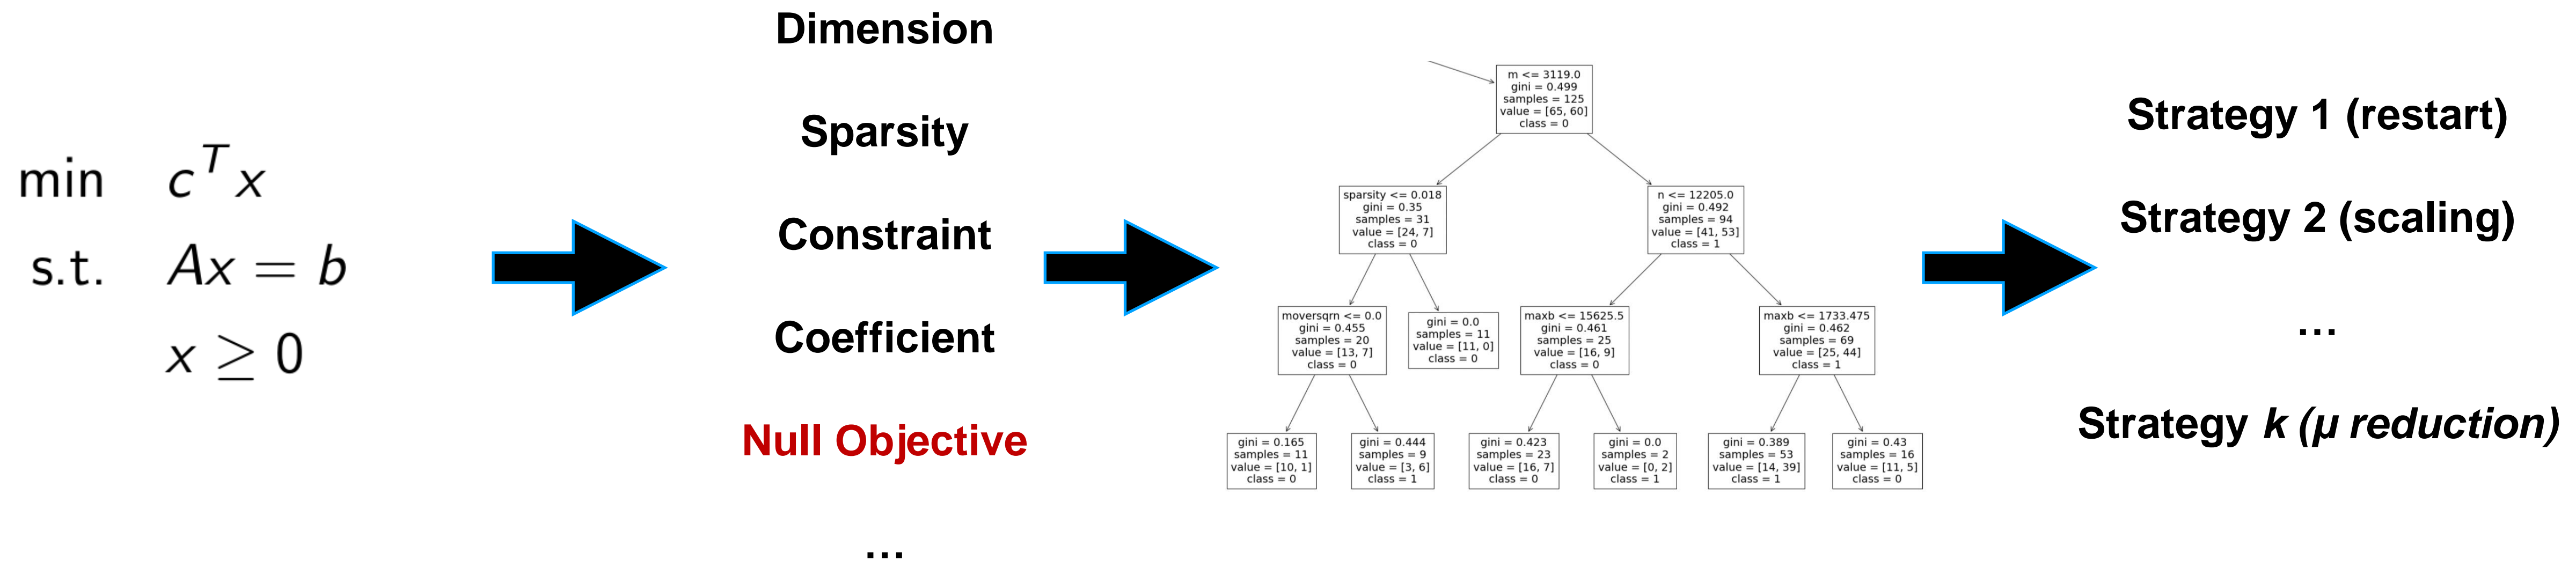 min c^T x
s.t. Ax = b
x ≥ 0
Dimension
Sparsity
Constraint
Coefficient
Null Objective
...
m <= 3119.0
gini = 0.499
samples = 125
value = [65, 60]
class = 0
sparsity <= 0.018
gini = 0.35
samples = 31
value = [24, 7]
class = 0
n <= 12205.0
gini = 0.492
samples = 94
value = [41, 53]
class = 1
moversqrn <= 0.0
gini = 0.455
samples = 20
value = [13, 7]
class = 0
gini = 0.0
samples = 11
value = [11, 0]
class = 0
maxb <= 15625.5
gini = 0.461
samples = 25
value = [16, 9]
class = 0
maxb <= 1733.475
gini = 0.462
samples = 69
value = [25, 44]
class = 1
gini = 0.165
samples = 11
value = [10, 1]
class = 0
gini = 0.444
samples = 9
value = [3, 6]
class = 1
gini = 0.423
samples = 23
value = [16, 7]
class = 0
gini = 0.0
samples = 2
value = [0, 2]
class = 1
gini = 0.389
samples = 53
value = [14, 39]
class = 1
gini = 0.43
samples = 16
value = [11, 5]
class = 0
Strategy 1 (restart)
Strategy 2 (scaling)
...
Strategy k (μ reduction)